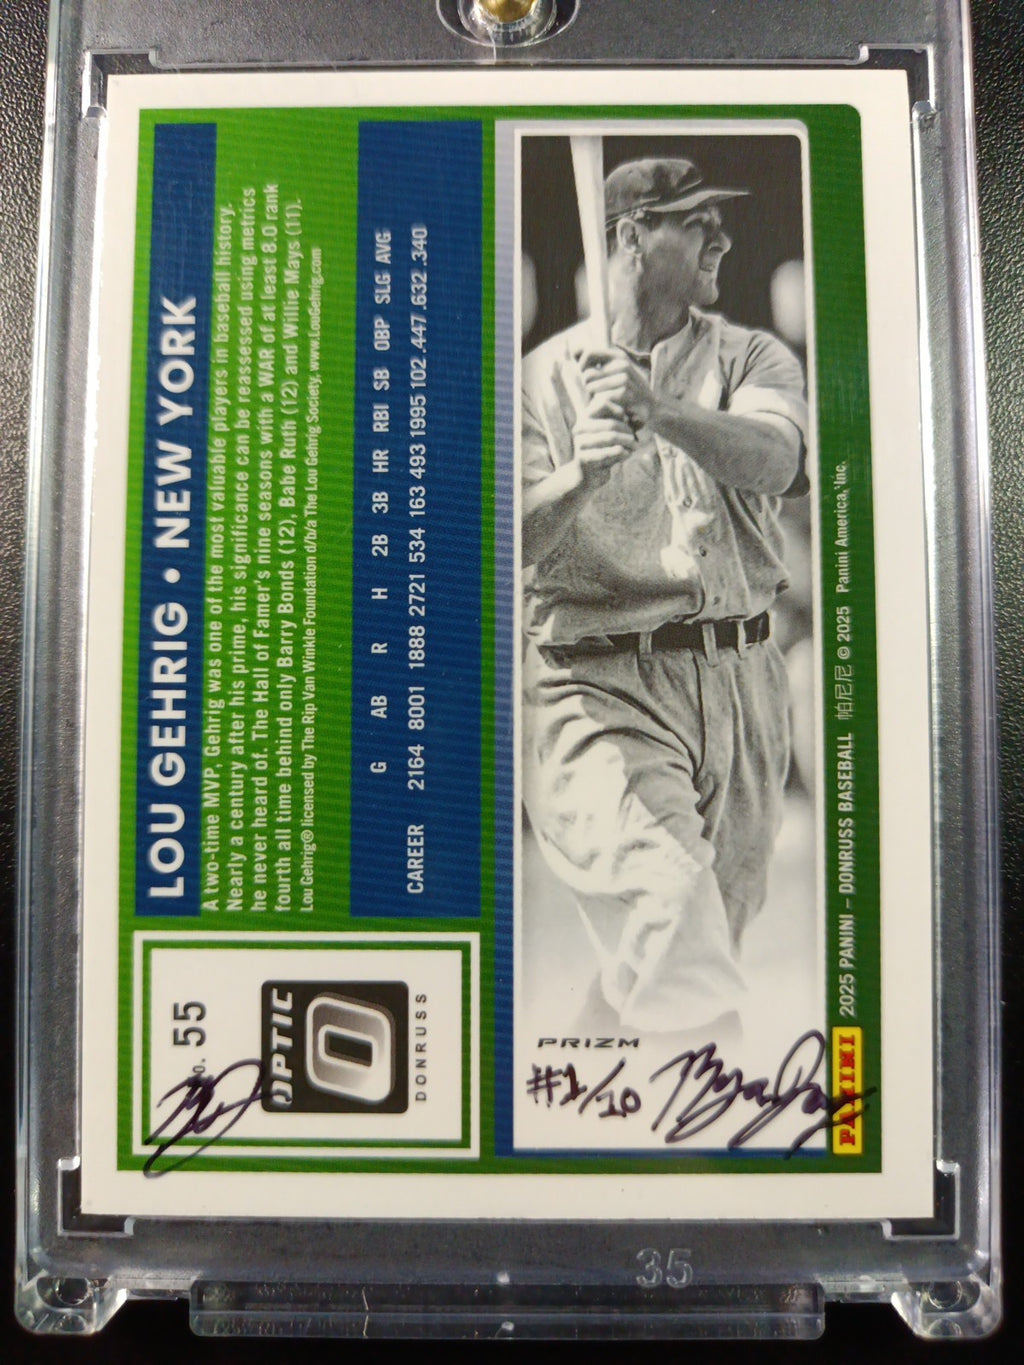 LOU GEHRIG • NEW YORK
A two-time MVP, Gehrig was one of the most valuable players in baseball history.
Nearly a century after his prime, his significance can be reassessed using metrics
he never heard of. The Hall of Famer's nine seasons with a WAR of at least 8.0 rank
fourth all time behind only Barry Bonds (12), Babe Ruth (12) and Willie Mays (11).
Lou Gehrig® licensed by The Rip Van Winkle Foundation d/b/a The Lou Gehrig Society, www.LouGehrig.com
G AB R H 2B 3B HR RBI SB OBP SLG AVG
CAREER 2164 8001 1888 2721 534 163 493 1995 102 .447 .632 .340
No. 55
OPTIC
O
DONRUSS
PRIZM
#1/10
2025 PANINI – DONRUSS BASEBALL 帕尼尼 © 2025 Panini America, Inc.
PANINI
35